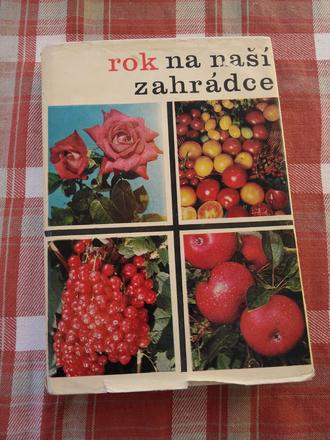 rok na naší
zahrádce